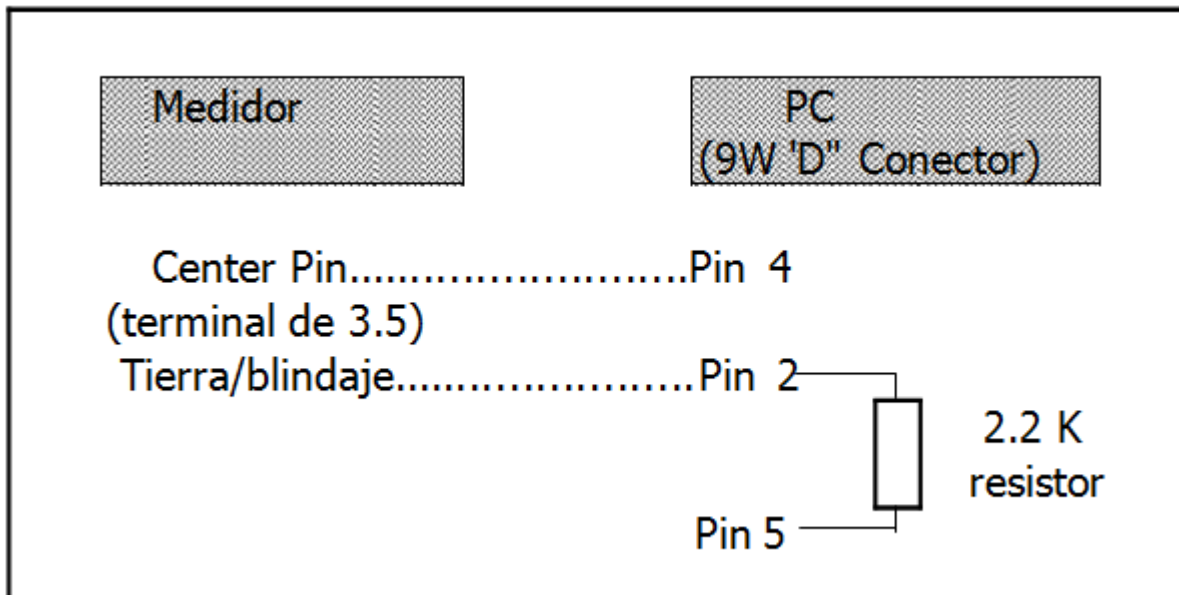 Medidor
PC
(9W 'D" Conector)
Center Pin...........................Pin 4
(terminal de 3.5)
Tierra/blindaje........................Pin 2
2.2 K
resistor
Pin 5